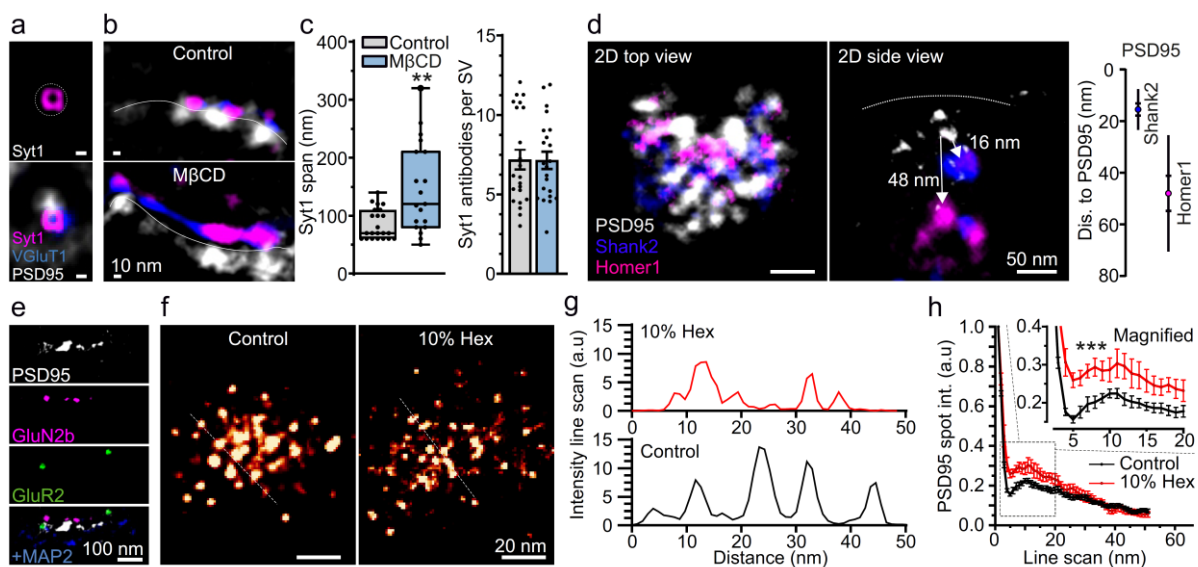 a
Syt1
Syt1
VGluT1
PSD95
b
Control
MβCD
10 nm
c
Syt1 span (nm)
400
300
200
100
0
Control
MβCD
**
Syt1 antibodies per SV
15
10
5
0
d
2D top view
PSD95
Shank2
Homer1
2D side view
16 nm
48 nm
50 nm
PSD95
Dis. to PSD95 (nm)
0
20
40
60
80
Shank2
Homer1
e
PSD95
GluN2b
GluR2
+MAP2
100 nm
f
Control
10% Hex
20 nm
g
Intensity line scan (a.u)
10% Hex
15
10
5
0
Control
15
10
5
0
0 10 20 30 40 50
Distance (nm)
h
PSD95 spot int. (a.u)
1.0
0.8
0.6
0.4
0.2
0.0
0.4
0.3
0.2
***
Magnified
5 10 15 20
Control
10% Hex
0 10 20 30 40 50 60
Line scan (nm)